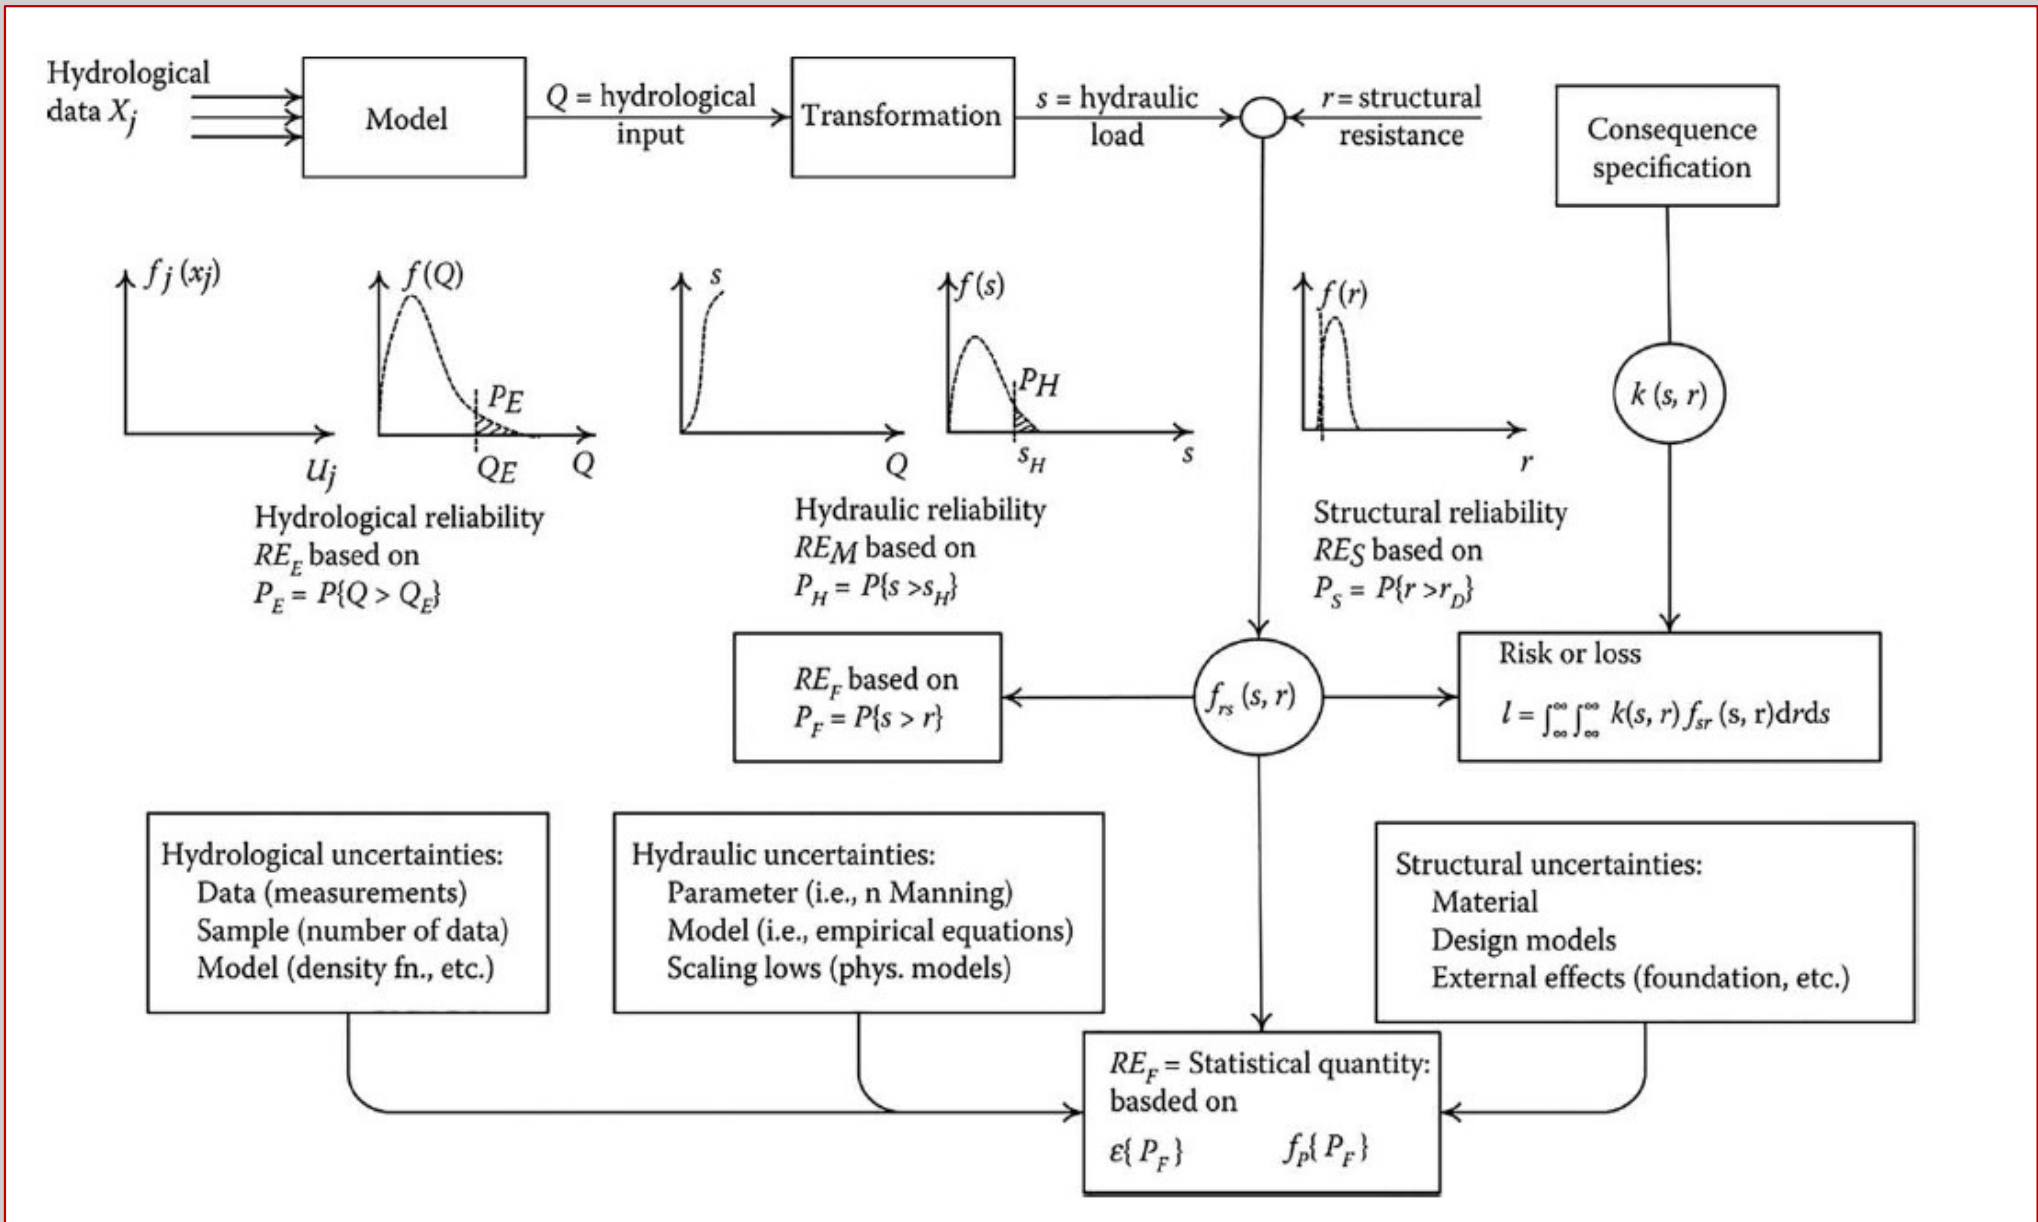 Hydrological
data Xj
Model
Q = hydrological
input
Transformation
s = hydraulic
load
r = structural
resistance
Consequence
specification
fj (xj)
Uj
f(Q)
PE
QE
Q
s
Q
f(s)
PH
sH
s
f(r)
r
k (s, r)
Hydrological reliability
REE based on
PE = P{Q > QE}
Hydraulic reliability
REM based on
PH = P{s >sH}
Structural reliability
RES based on
PS = P{r >rD}
REF based on
PF = P{s > r}
frs (s, r)
Risk or loss
l = ∫∞∞ ∫∞∞ k(s, r) fsr (s, r)drds
Hydrological uncertainties:
Data (measurements)
Sample (number of data)
Model (density fn., etc.)
Hydraulic uncertainties:
Parameter (i.e., n Manning)
Model (i.e., empirical equations)
Scaling lows (phys. models)
Structural uncertainties:
Material
Design models
External effects (foundation, etc.)
REF = Statistical quantity:
basded on
ε{PF} fP{PF}